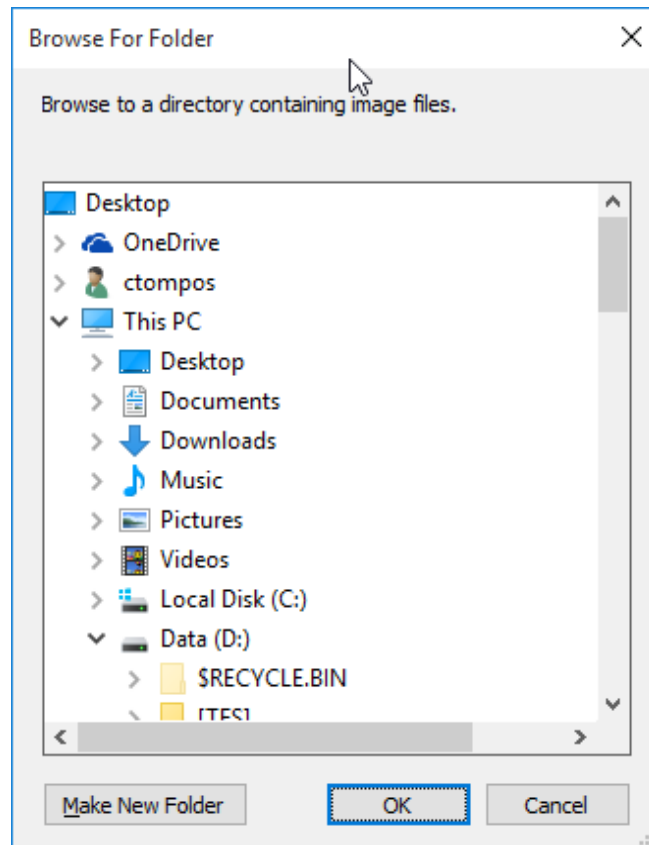 Browse For Folder
Browse to a directory containing image files.
Desktop
OneDrive
ctompos
This PC
Desktop
Documents
Downloads
Music
Pictures
Videos
Local Disk (C:)
Data (D:)
$RECYCLE.BIN
[TFS]
Make New Folder OK Cancel